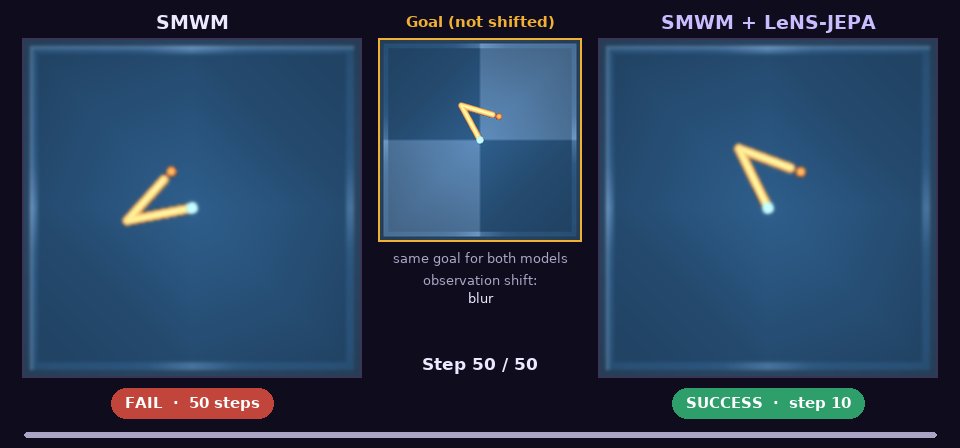 SMWM
Goal (not shifted)
SMWM + LeNS-JEPA
same goal for both models
observation shift:
blur
Step 50 / 50
FAIL · 50 steps
SUCCESS · step 10